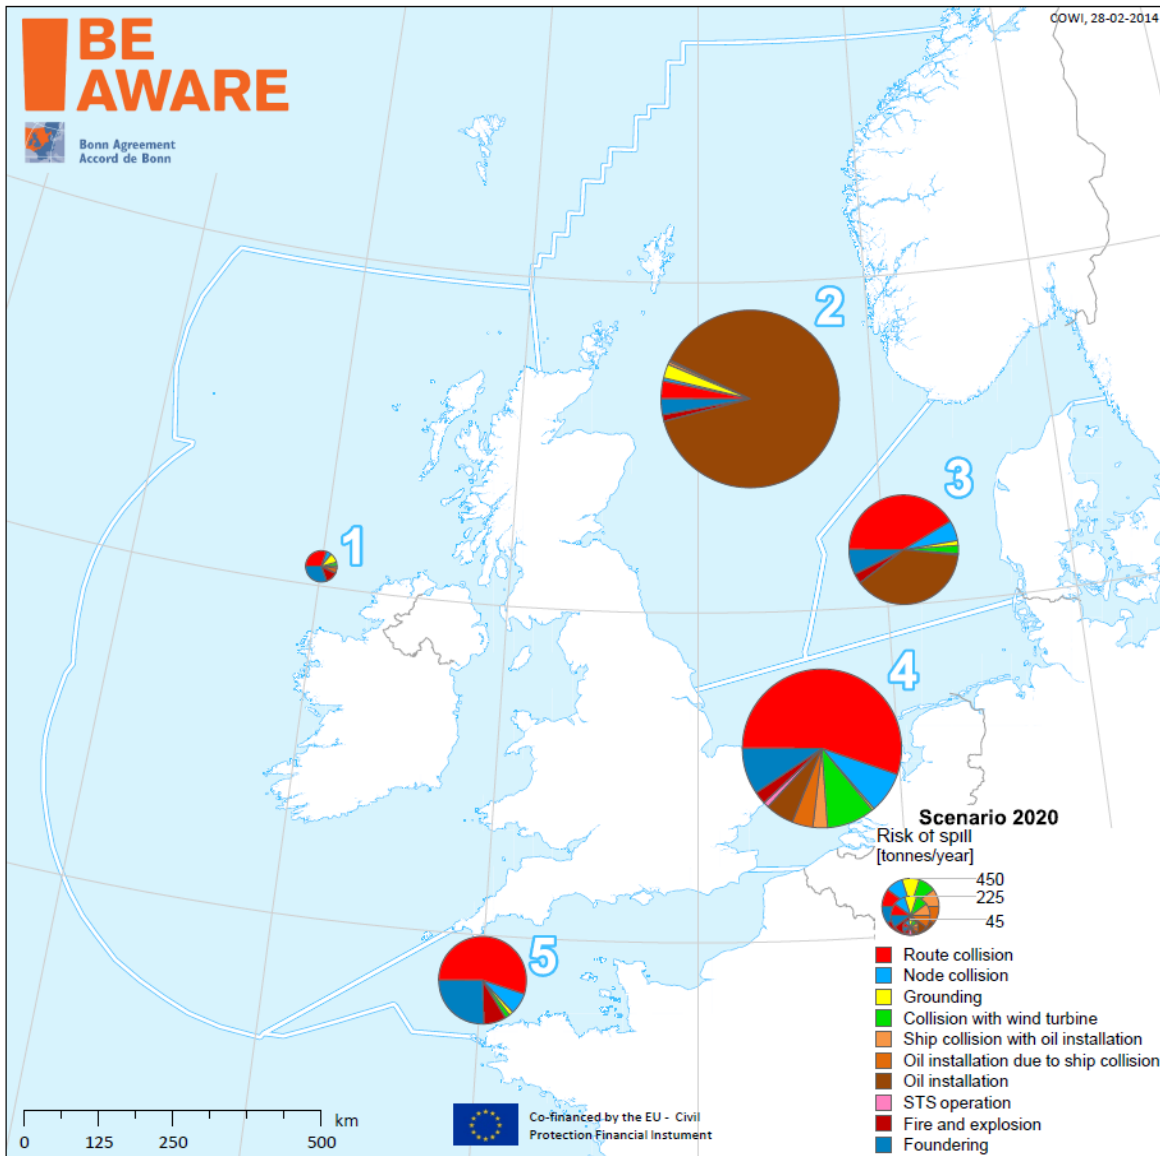 COWI, 28-02-2014
BE
AWARE
Bonn Agreement
Accord de Bonn
2
3
1
4
5
Scenario 2020
Risk of spill
[tonnes/year]
450
225
45
Route collision
Node collision
Grounding
Collision with wind turbine
Ship collision with oil installation
Oil installation due to ship collision
Oil installation
STS operation
Fire and explosion
Foundering
km
0 125 250 500
Co-financed by the EU - Civil
Protection Financial Instument